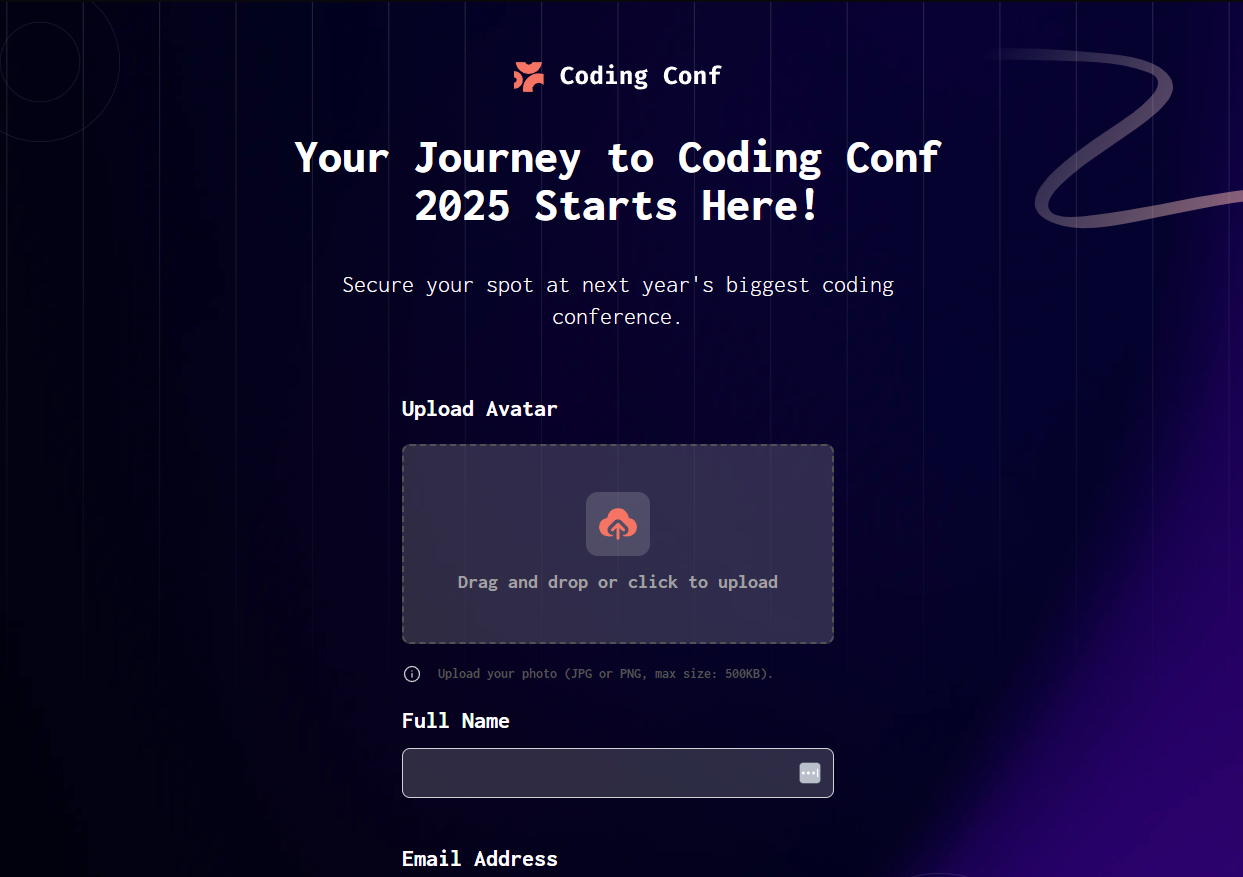 Coding Conf
Your Journey to Coding Conf
2025 Starts Here!
Secure your spot at next year's biggest coding
conference.
Upload Avatar
Drag and drop or click to upload
Upload your photo (JPG or PNG, max size: 500KB).
Full Name
Email Address